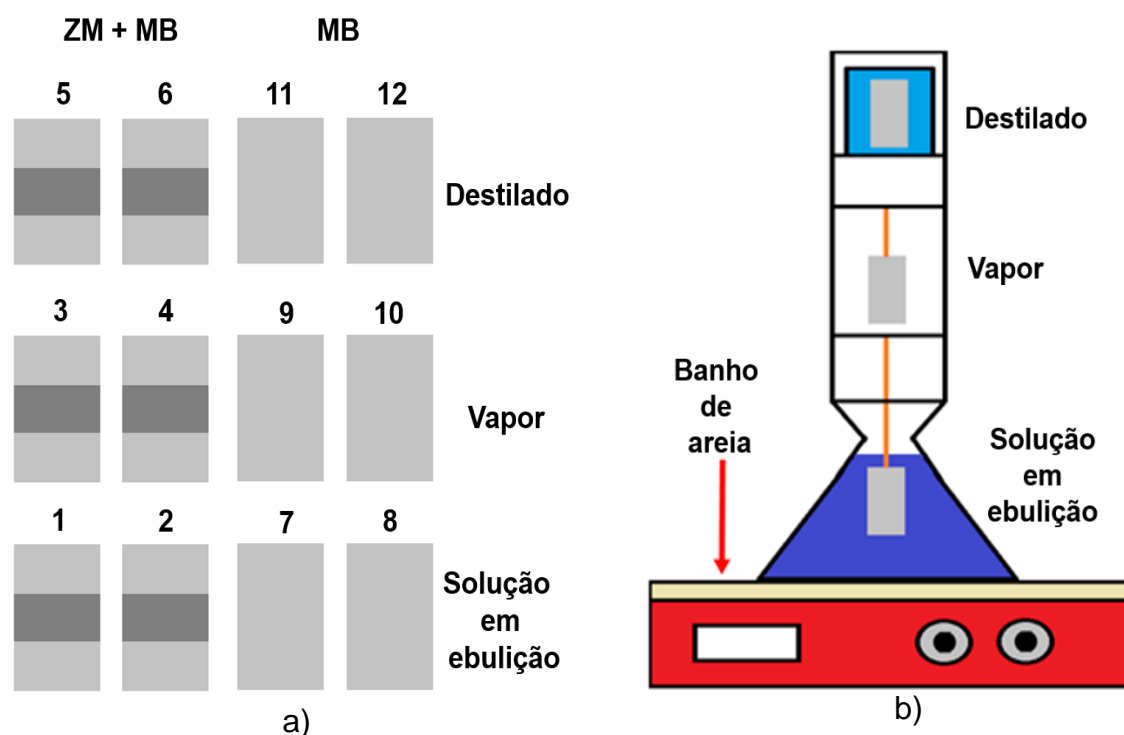 ZM + MB
MB
5
6
11
12
Destilado
3
4
9
10
Vapor
1
2
7
8
Solução
em
ebulição
a)
Destilado
Vapor
Banho
de
areia
Solução
em
ebulição
b)